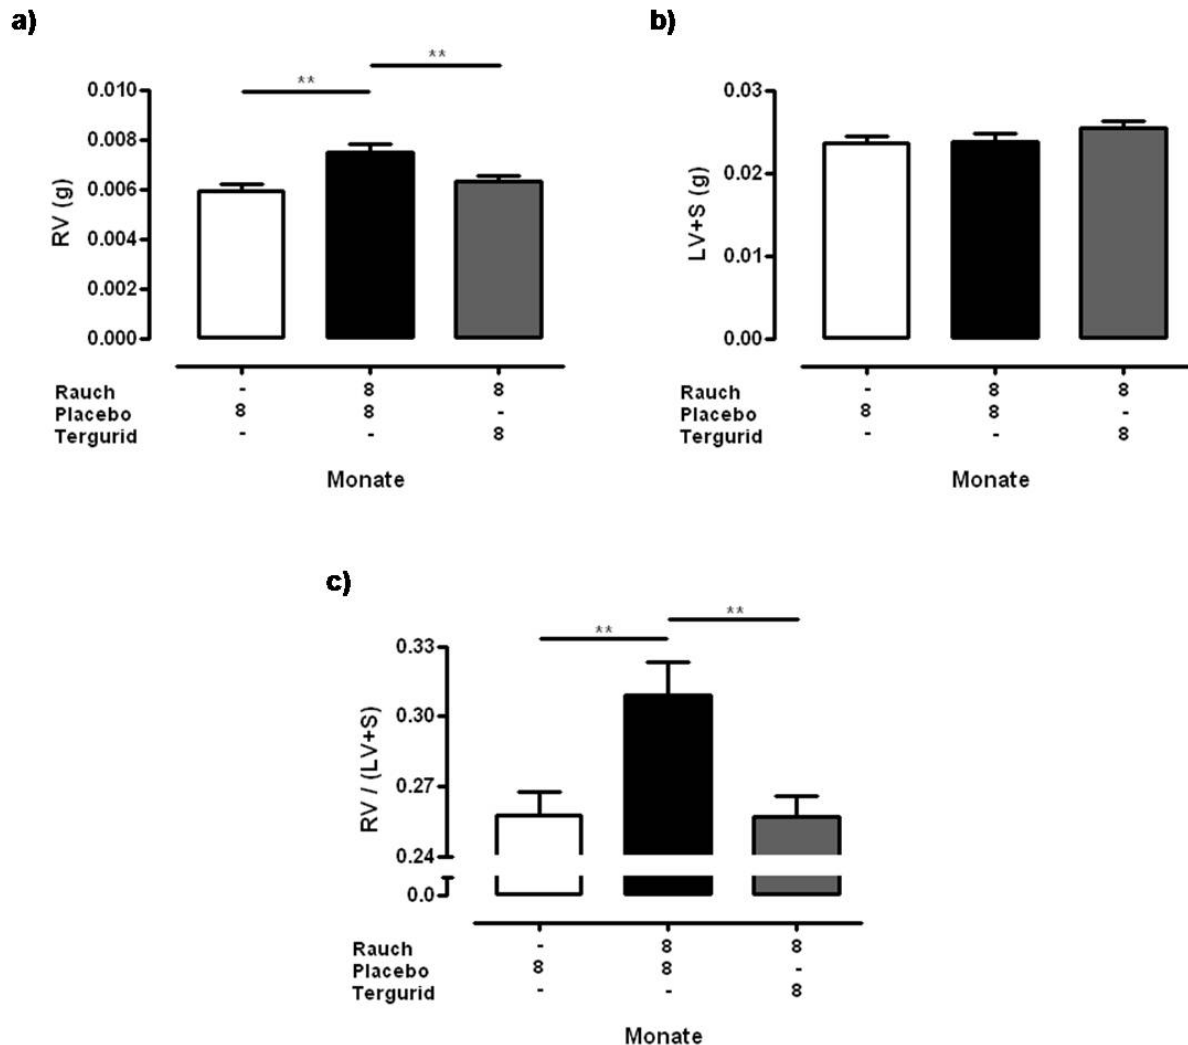 a)
**
**
0.010
0.008
0.006
0.004
0.002
0.000
RV (g)
Rauch - 8 8
Placebo 8 8 -
Tergurid - - 8
Monate
b)
0.03
0.02
0.01
0.00
LV+S (g)
Rauch - 8 8
Placebo 8 8 -
Tergurid - - 8
Monate
c)
**
**
0.33
0.30
0.27
0.24
0.0
RV / (LV+S)
Rauch - 8 8
Placebo 8 8 -
Tergurid - - 8
Monate